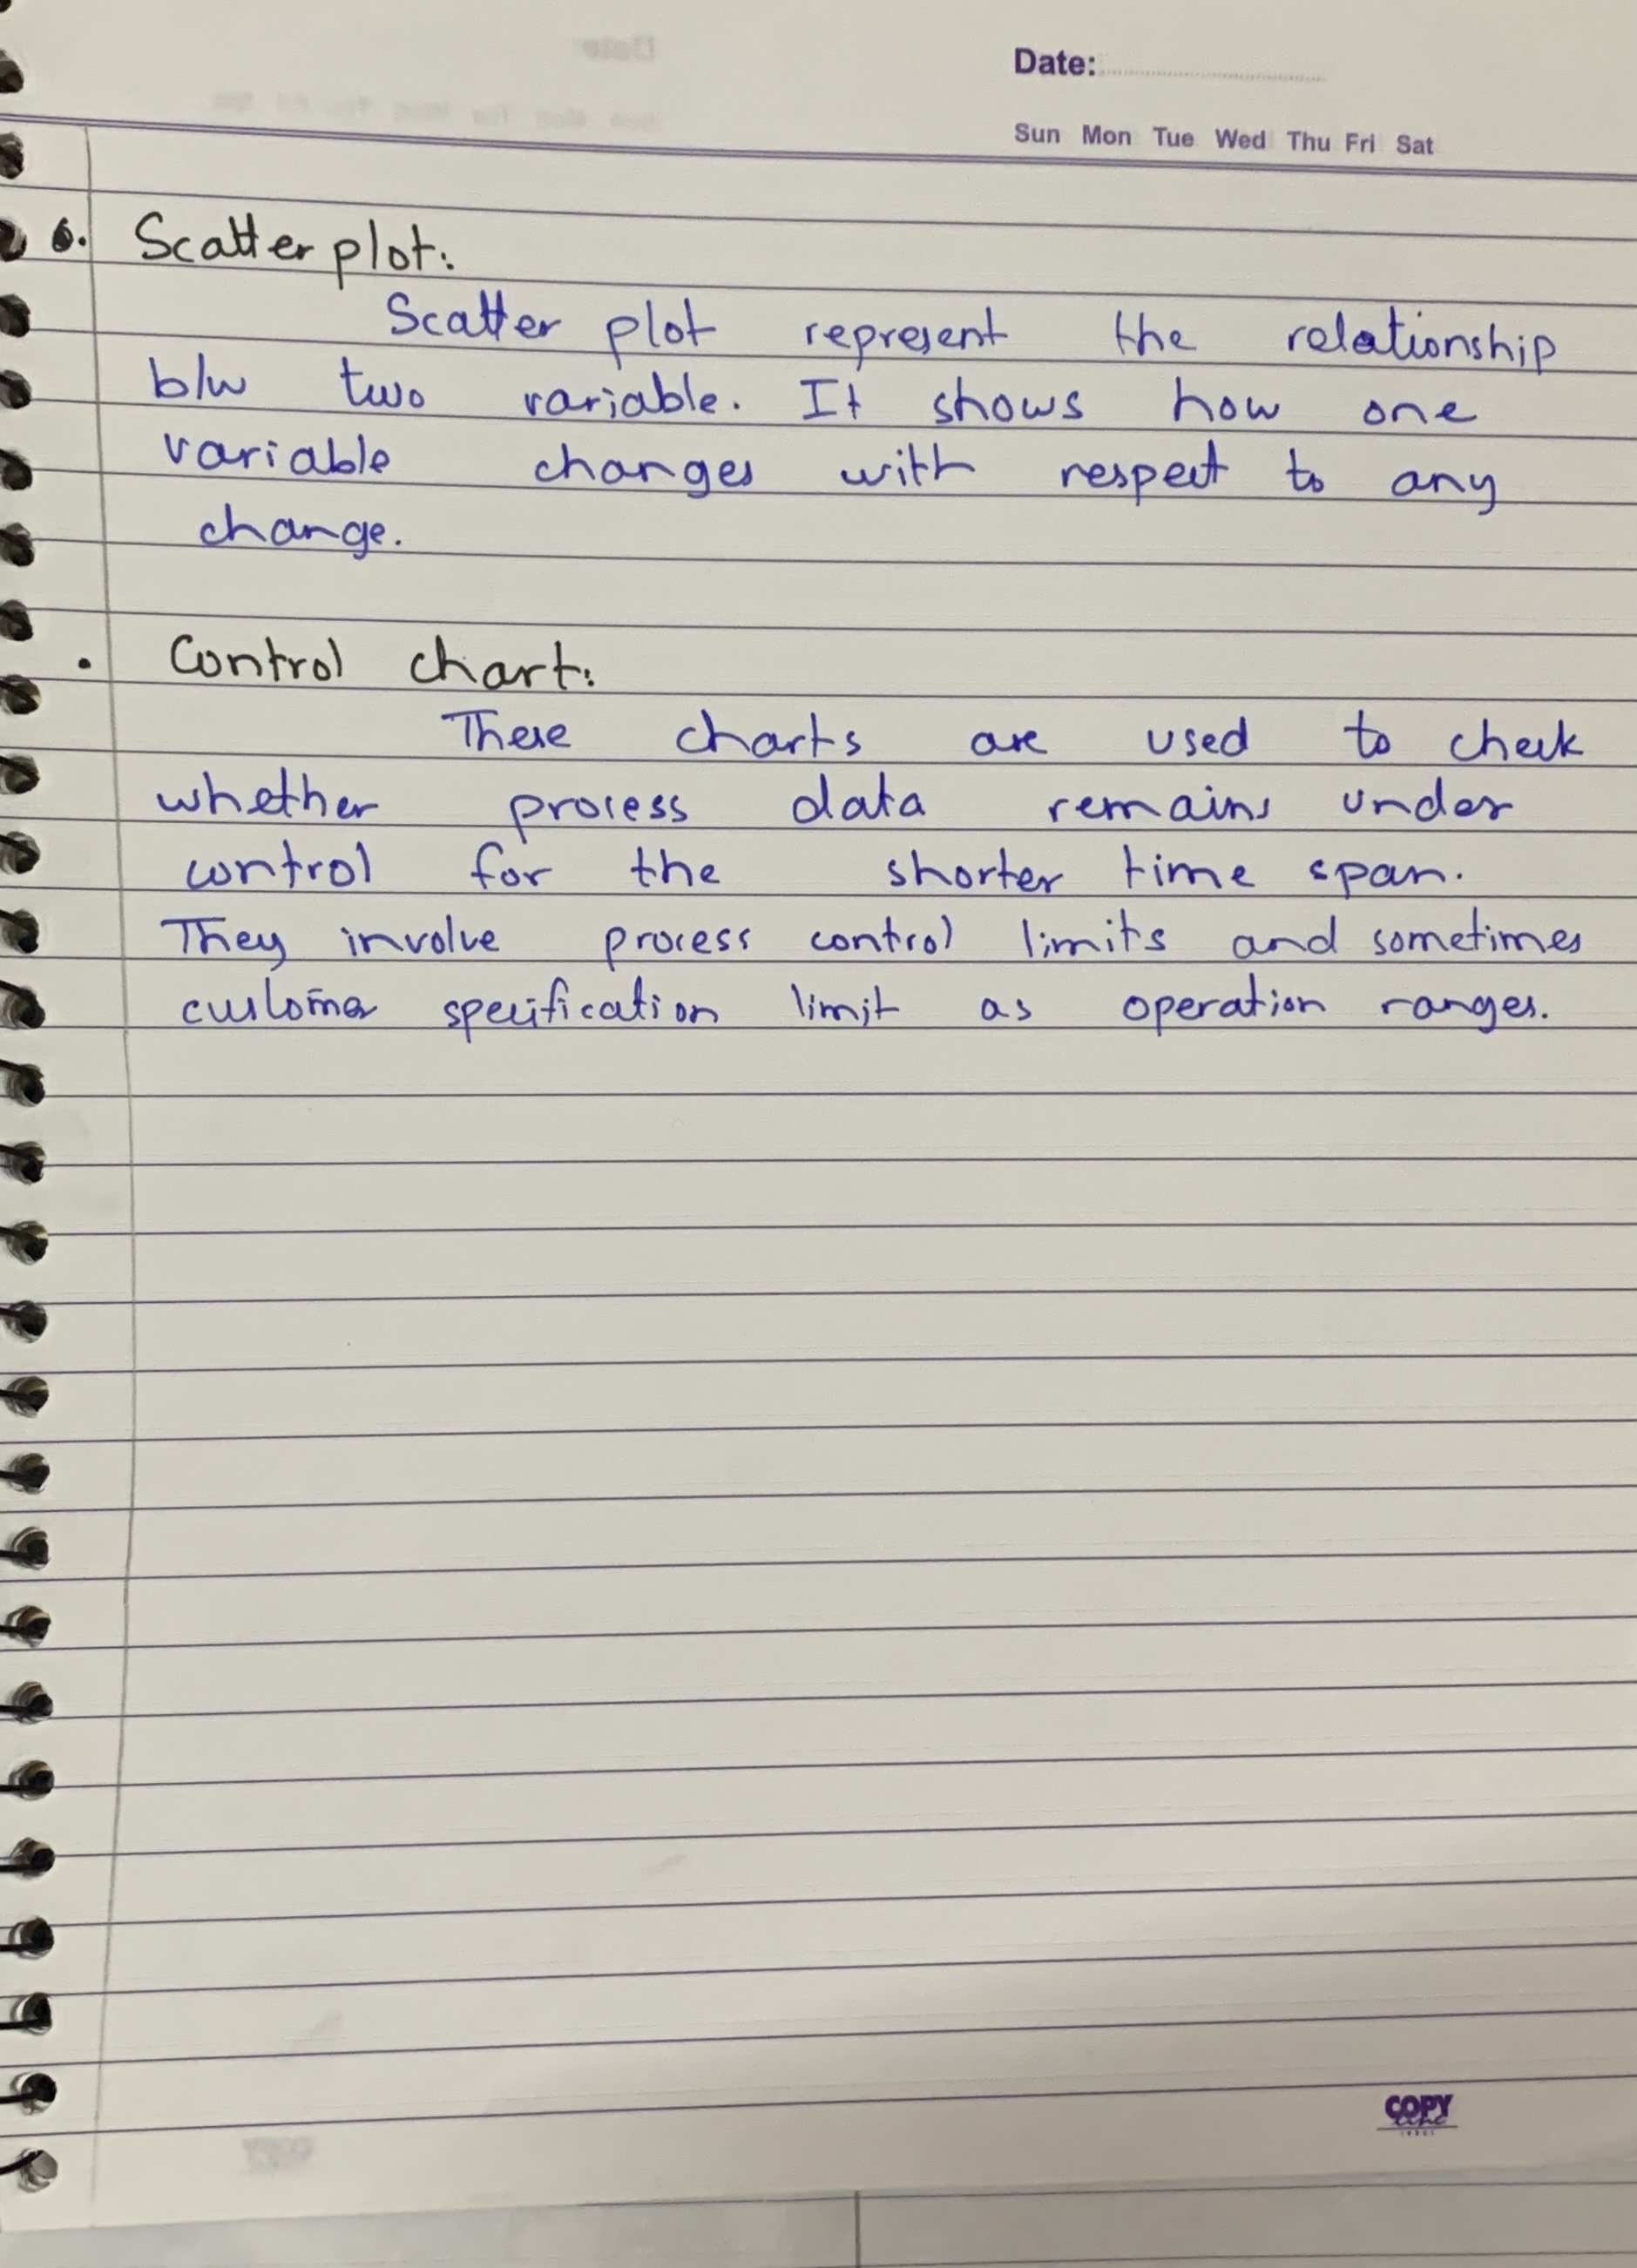 Date:
Sun Mon Tue Wed Thu Fri Sat
. Scatter plot:
Scatter plot represent the relationship
b/w two variable. It shows how one
variable changes with respect to any
change.
. Control chart:
These charts are used to check
whether process data remains under
control for the shorter time span.
They involve process control limits and sometimes
customer specification limit as operation ranges.
COPY